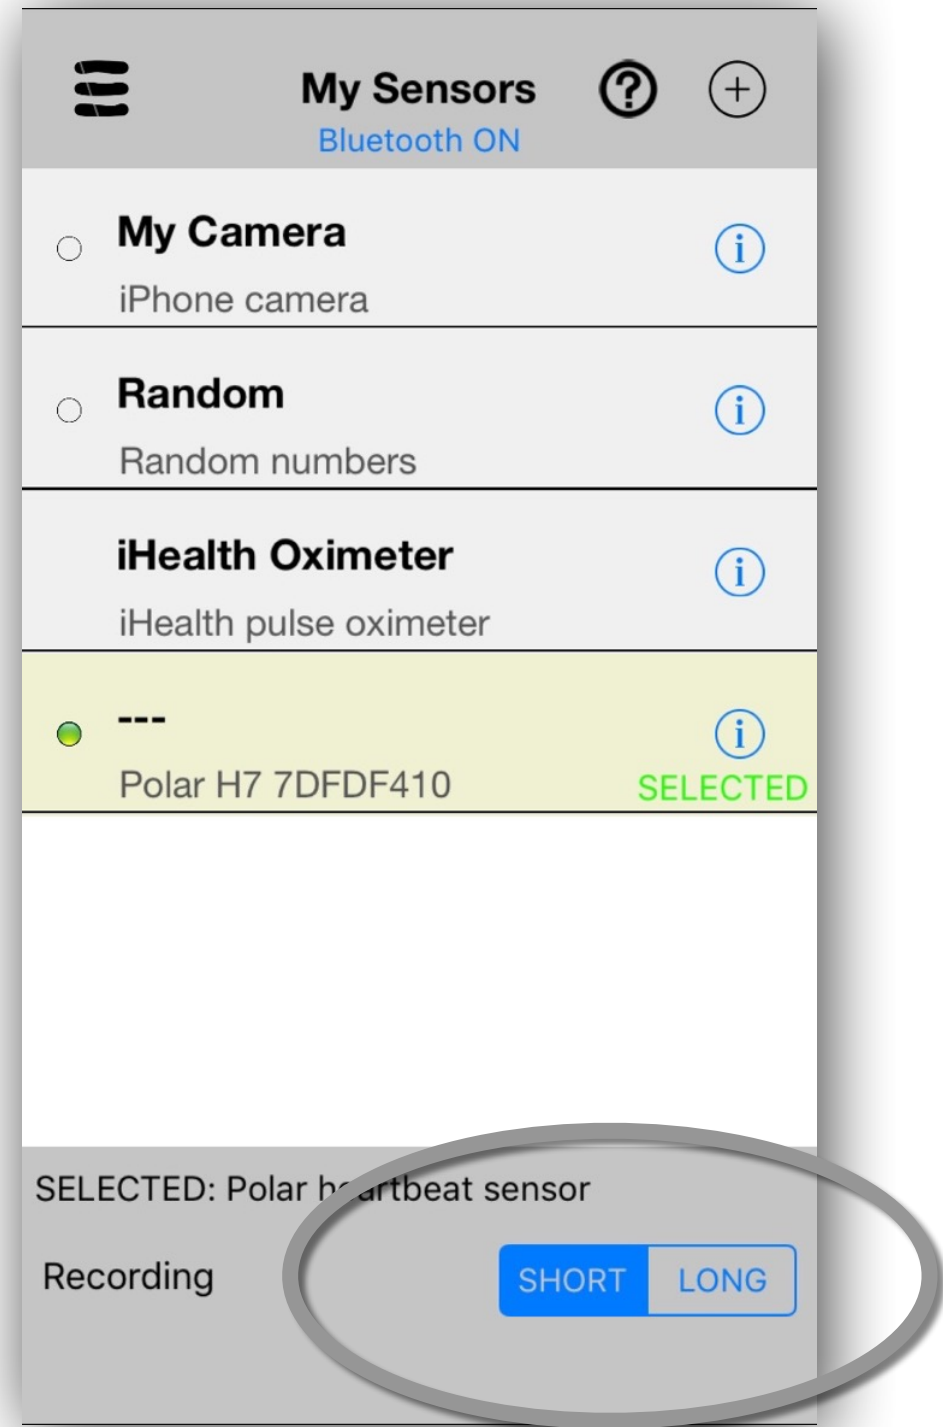 My Sensors
Bluetooth ON
My Camera
iPhone camera
Random
Random numbers
iHealth Oximeter
iHealth pulse oximeter
---
Polar H7 7DFDF410
SELECTED
SELECTED: Polar heartbeat sensor
Recording SHORT LONG